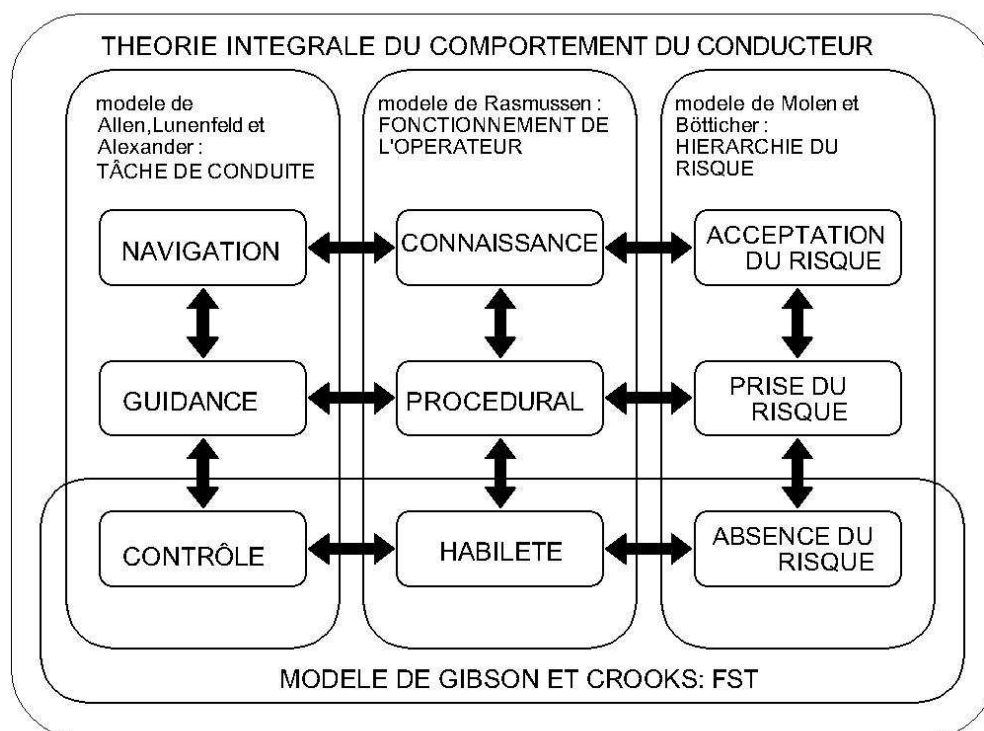 THEORIE INTEGRALE DU COMPORTEMENT DU CONDUCTEUR
modele de
Allen,Lunenfeld et
Alexander :
TÂCHE DE CONDUITE
modele de Rasmussen :
FONCTIONNEMENT DE
L'OPERATEUR
modele de Molen et
Bötticher :
HIERARCHIE DU
RISQUE
NAVIGATION
CONNAISSANCE
ACCEPTATION
DU RISQUE
GUIDANCE
PROCEDURAL
PRISE DU
RISQUE
CONTRÔLE
HABILETE
ABSENCE DU
RISQUE
MODELE DE GIBSON ET CROOKS: FST